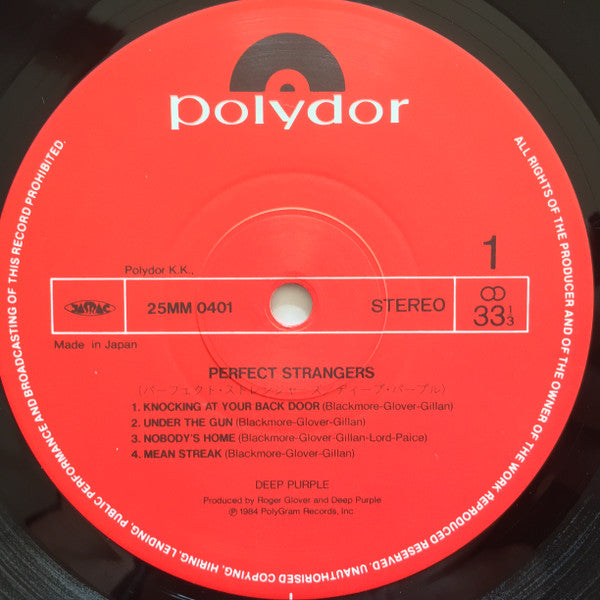 polydor
ALL RIGHTS OF THE PRODUCER AND OF THE OWNER OF THE WORK REPRODUCED RESERVED. UNAUTHORISED COPYING, HIRING, LENDING, PUBLIC PERFORMANCE AND BROADCASTING OF THIS RECORD PROHIBITED.
1
Polydor K.K.,
JASRAC
25MM 0401
STEREO
33 1/3
Made in Japan
PERFECT STRANGERS
(パーフェクト・ストレンジャーズ/ディープ・パープル)
1. KNOCKING AT YOUR BACK DOOR (Blackmore-Glover-Gillan)
2. UNDER THE GUN (Blackmore-Glover-Gillan)
3. NOBODY'S HOME (Blackmore-Glover-Gillan-Lord-Paice)
4. MEAN STREAK (Blackmore-Glover-Gillan)
DEEP PURPLE
Produced by Roger Glover and Deep Purple
Ⓟ 1984 PolyGram Records, Inc